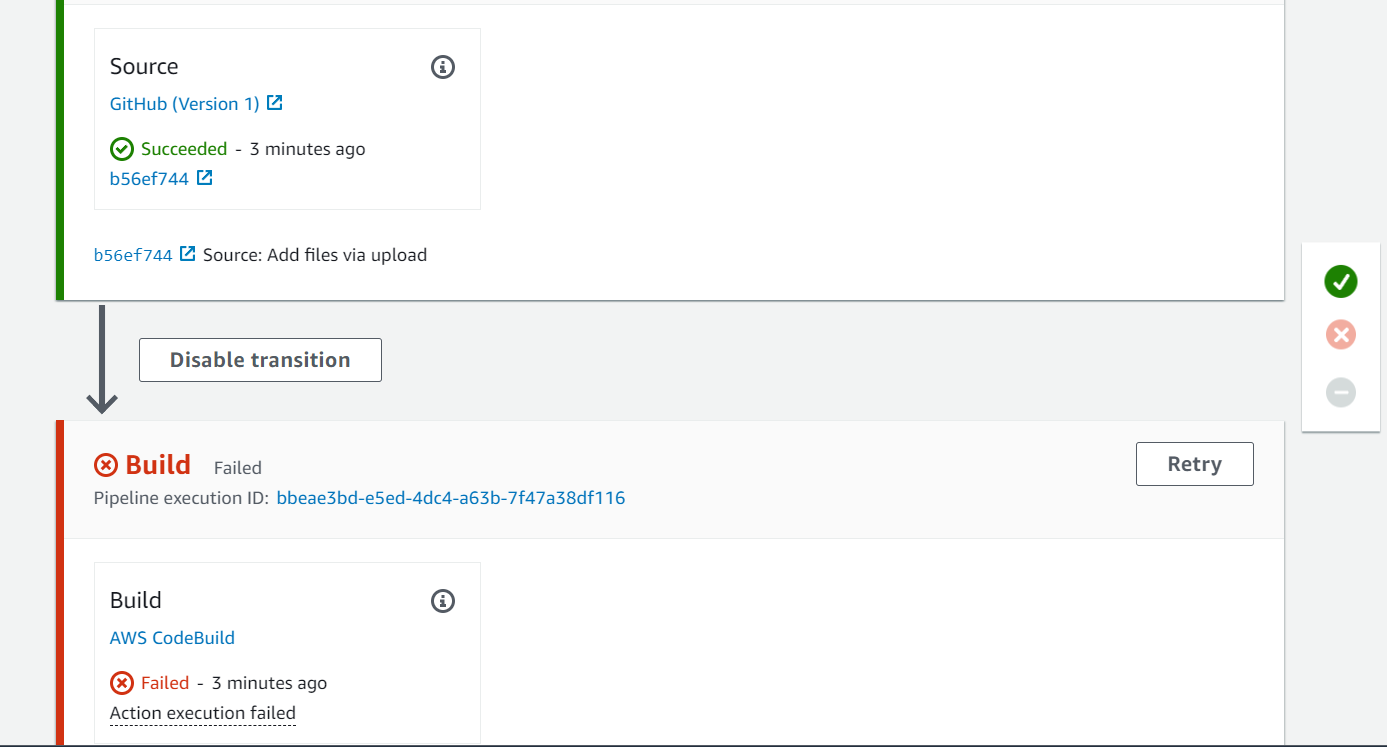 Source
GitHub (Version 1)
Succeeded - 3 minutes ago
b56ef744
b56ef744 Source: Add files via upload
Disable transition
Build Failed
Retry
Pipeline execution ID: bbeae3bd-e5ed-4dc4-a63b-7f47a38df116
Build
AWS CodeBuild
Failed - 3 minutes ago
Action execution failed